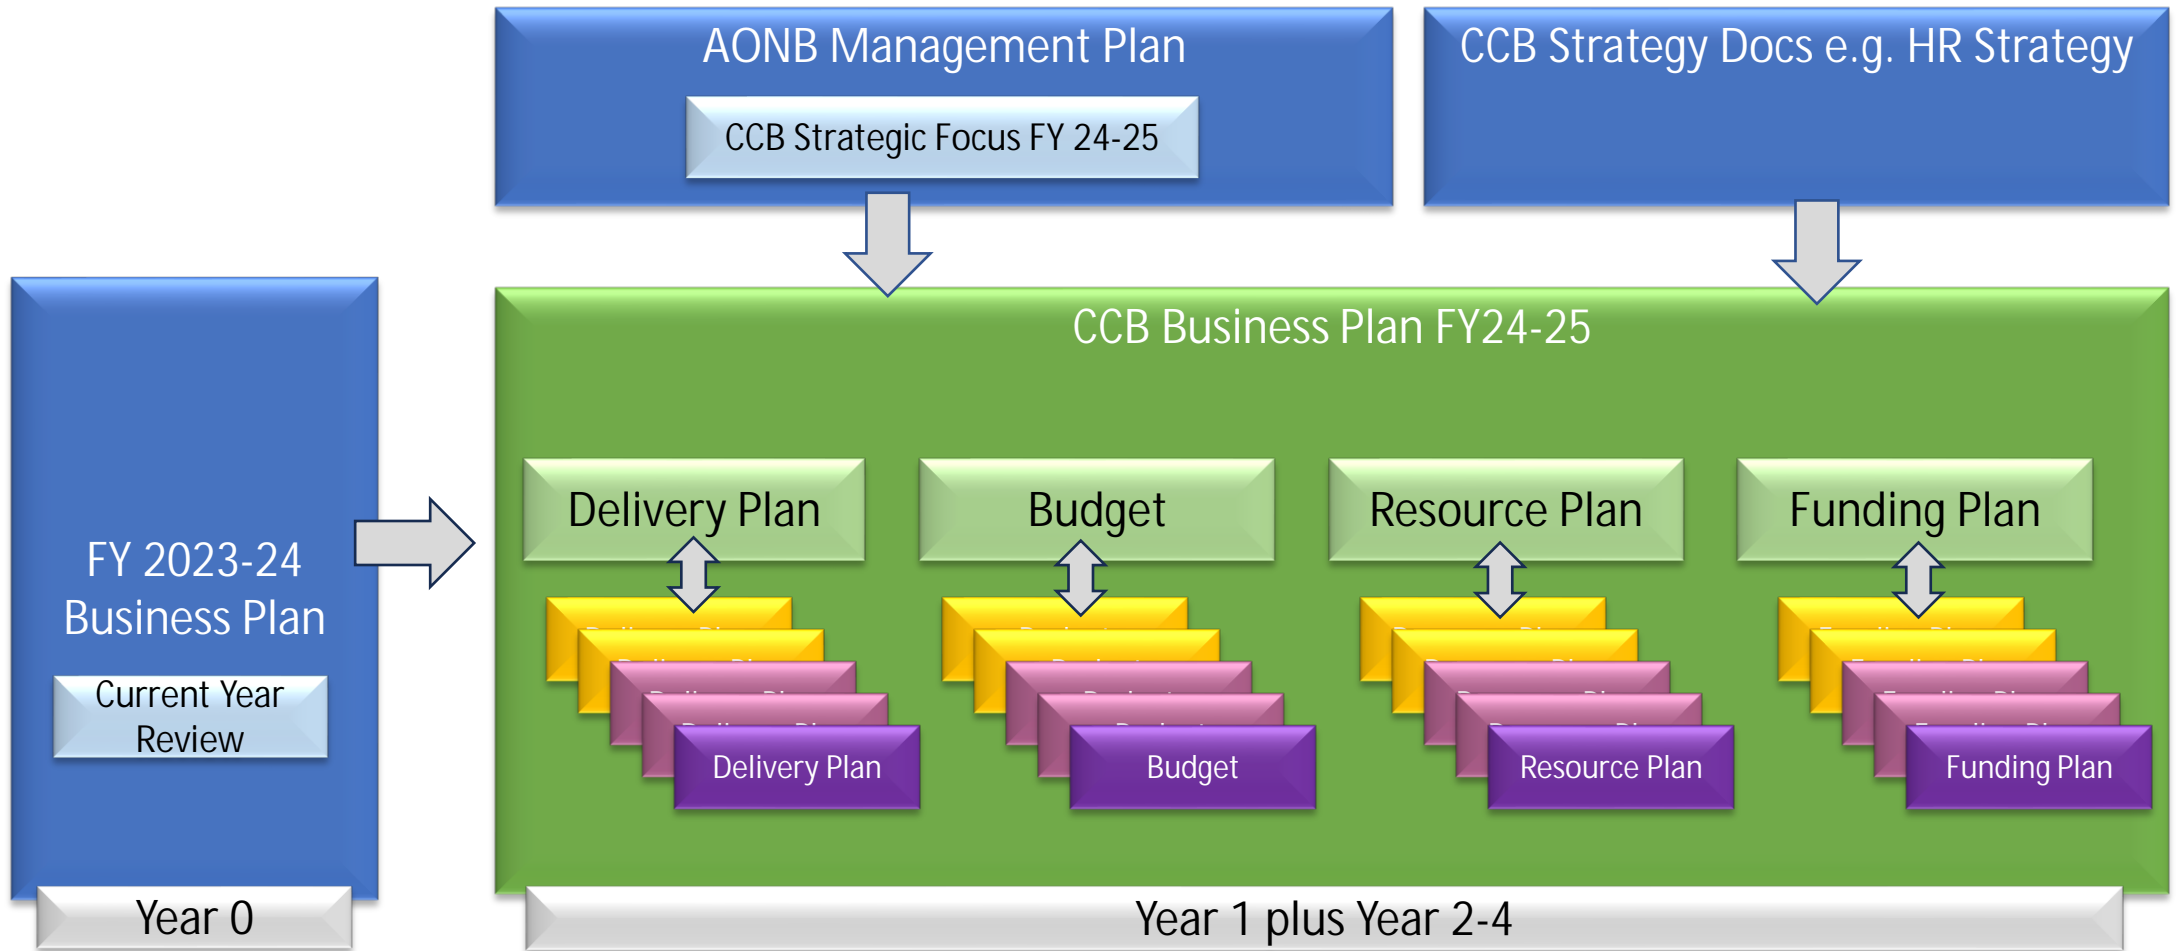 AONB Management Plan
CCB Strategic Focus FY 24-25
CCB Strategy Docs e.g. HR Strategy
FY 2023-24
Business Plan
Current Year
Review
Year 0
CCB Business Plan FY24-25
Delivery Plan
Budget
Resource Plan
Funding Plan
Delivery Plan
Budget
Resource Plan
Funding Plan
Year 1 plus Year 2-4